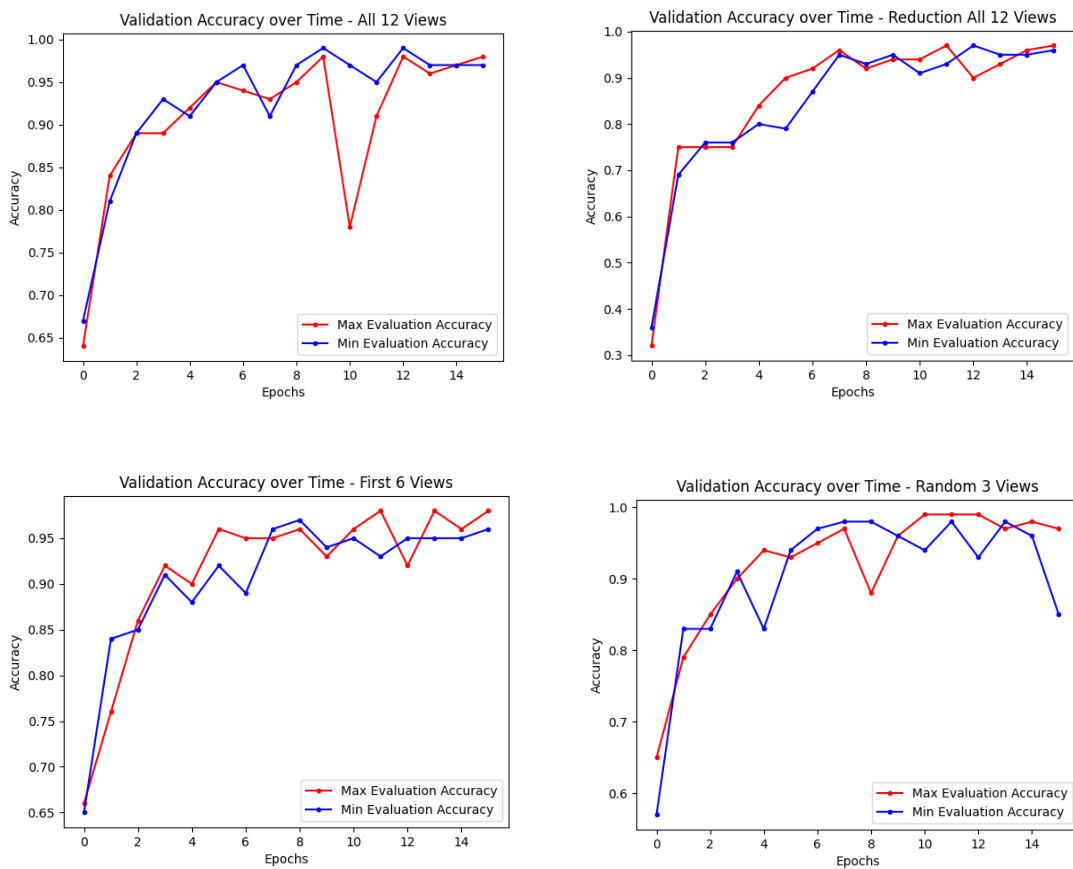 Validation Accuracy over Time - All 12 Views
1.00
0.95
0.90
0.85
0.80
0.75
0.70
0.65
Accuracy
Max Evaluation Accuracy
Min Evaluation Accuracy
0 2 4 6 8 10 12 14
Epochs
Validation Accuracy over Time - Reduction All 12 Views
1.0
0.9
0.8
0.7
0.6
0.5
0.4
0.3
Accuracy
Max Evaluation Accuracy
Min Evaluation Accuracy
0 2 4 6 8 10 12 14
Epochs
Validation Accuracy over Time - First 6 Views
0.95
0.90
0.85
0.80
0.75
0.70
0.65
Accuracy
Max Evaluation Accuracy
Min Evaluation Accuracy
0 2 4 6 8 10 12 14
Epochs
Validation Accuracy over Time - Random 3 Views
1.0
0.9
0.8
0.7
0.6
Accuracy
Max Evaluation Accuracy
Min Evaluation Accuracy
0 2 4 6 8 10 12 14
Epochs